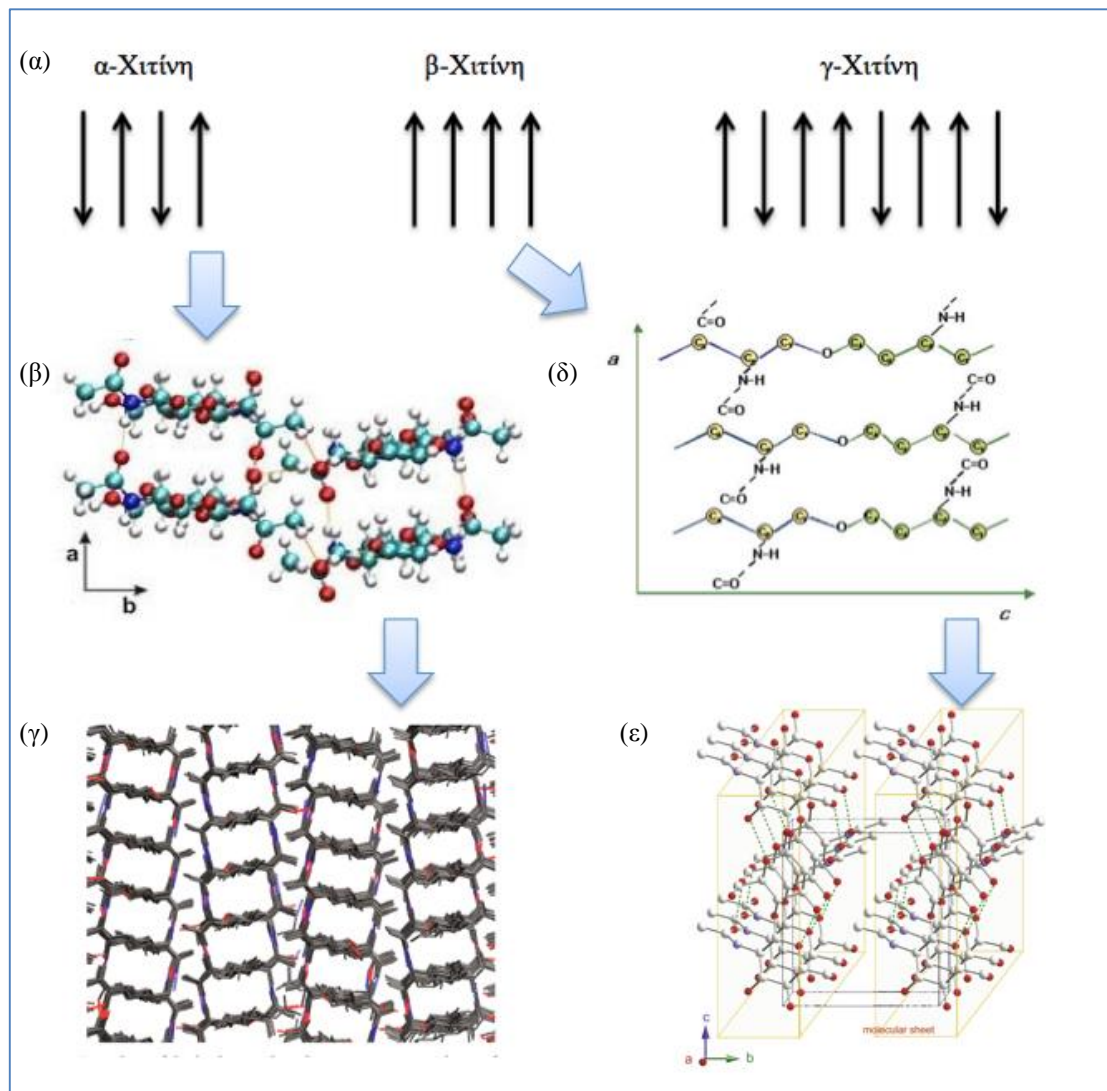 (α)
α-Χιτίνη
β-Χιτίνη
γ-Χιτίνη
(β)
a
b
(δ)
a
C=O
N-H
O
N-H
C=O
C=O
N-H
O
N-H
C=O
C=O
N-H
O
N-H
C=O
c
(γ)
(ε)
molecular sheet
c
a
b